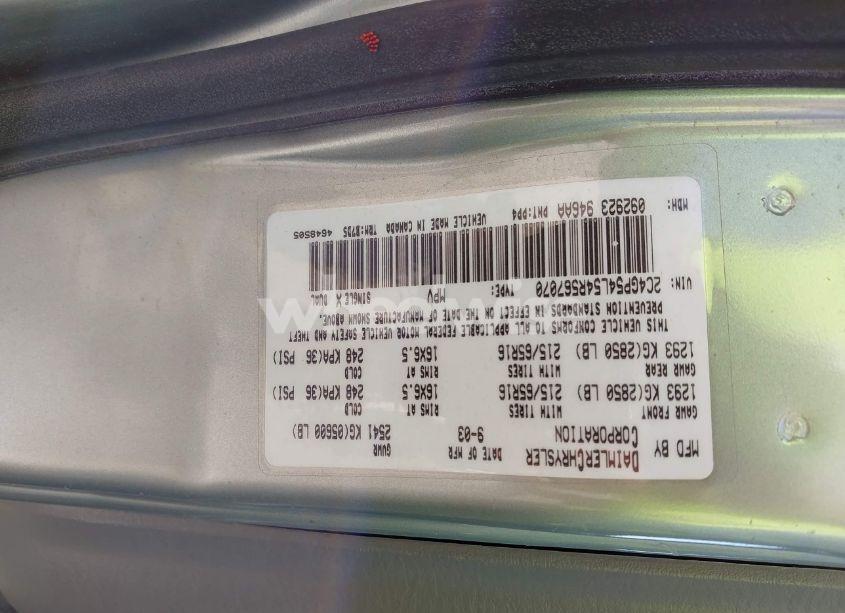 MFD BY DAIMLERCHRYSLER CORPORATION DATE OF MFR 9-03 GVWR 2541 KG(05600 LB)
GAWR FRONT WITH TIRES RIMS AT COLD
1293 KG(2850 LB) 215/65R16 16X6.5 248 KPA(36 PSI)
GAWR REAR WITH TIRES RIMS AT COLD
1293 KG(2850 LB) 215/65R16 16X6.5 248 KPA(36 PSI)
THIS VEHICLE CONFORMS TO ALL APPLICABLE FEDERAL MOTOR VEHICLE SAFETY AND THEFT
PREVENTION STANDARDS IN EFFECT ON THE DATE OF MANUFACTURE SHOWN ABOVE.
VIN: 2C4GP54L54R567070 TYPE: MPV SINGLE X DUAL
MDH: 092923 946AA PNT:PP4 VEHICLE MADE IN CANADA TRM:B7D5 4648505